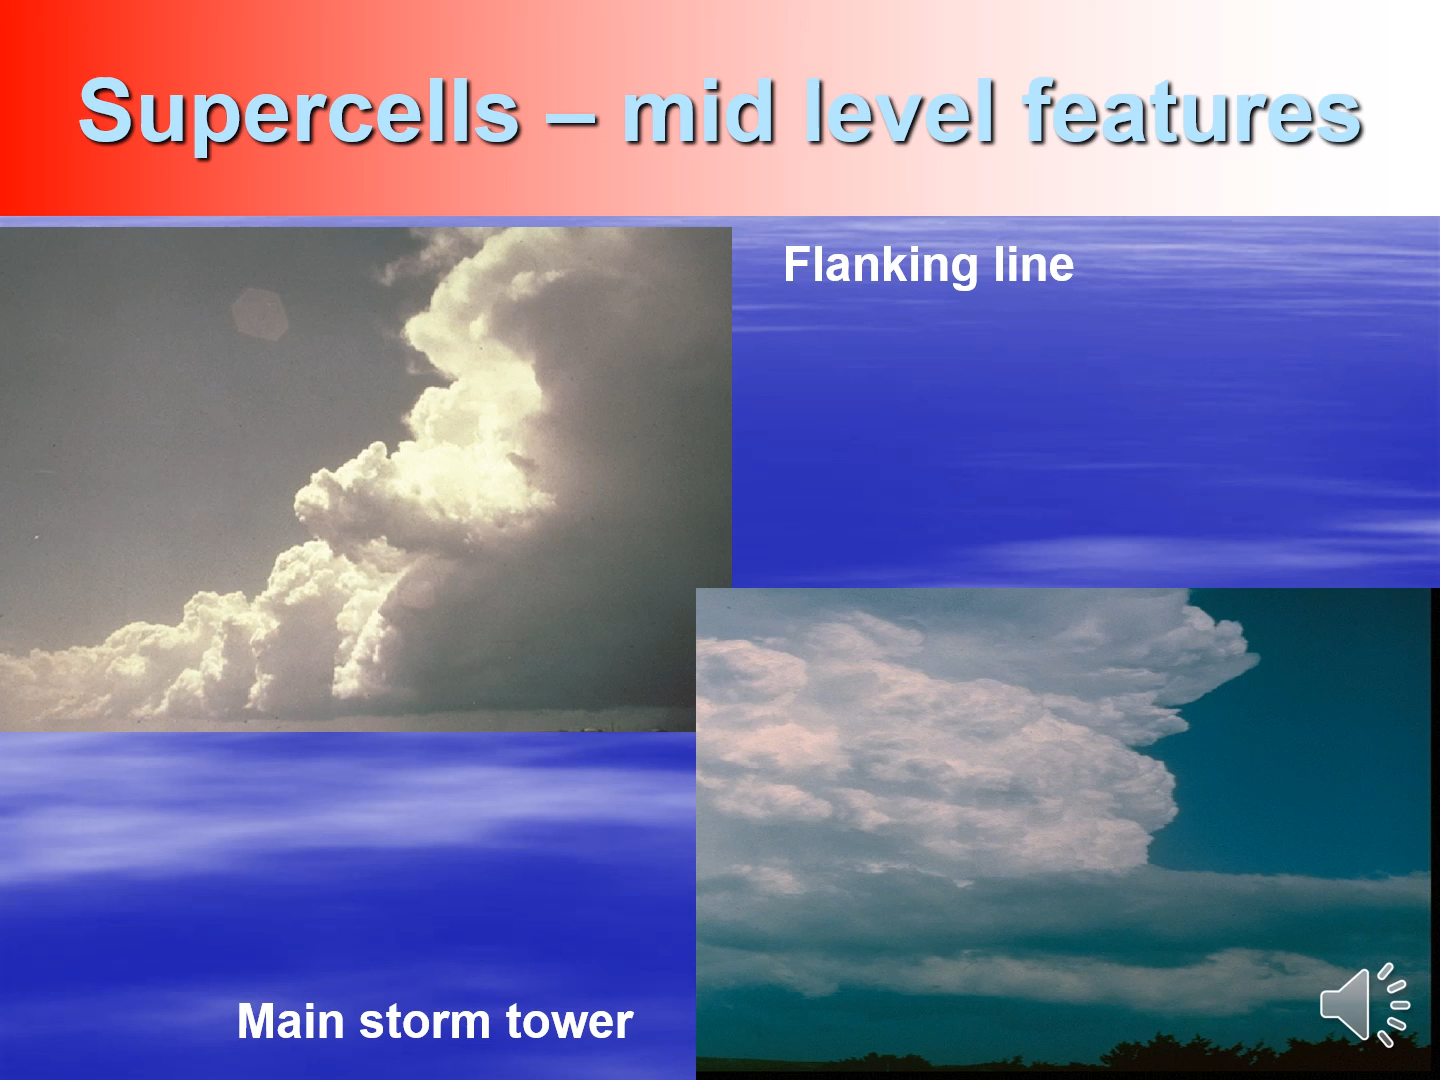 Supercells – mid level features
Flanking line
Main storm tower